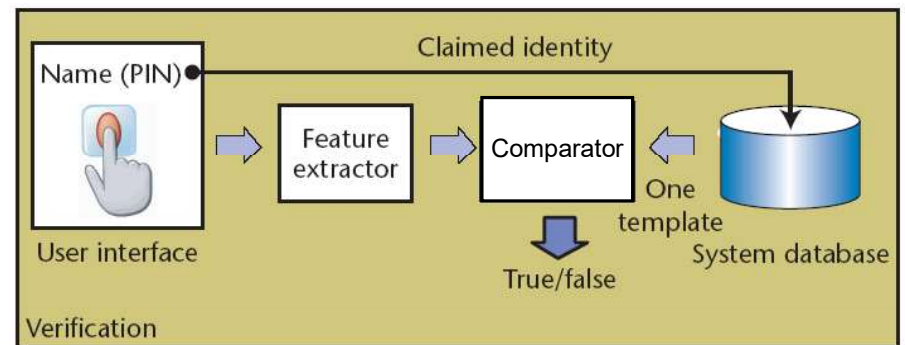 Claimed identity
Name (PIN)
Feature
extractor
Comparator
One
template
User interface
True/false
System database
Verification